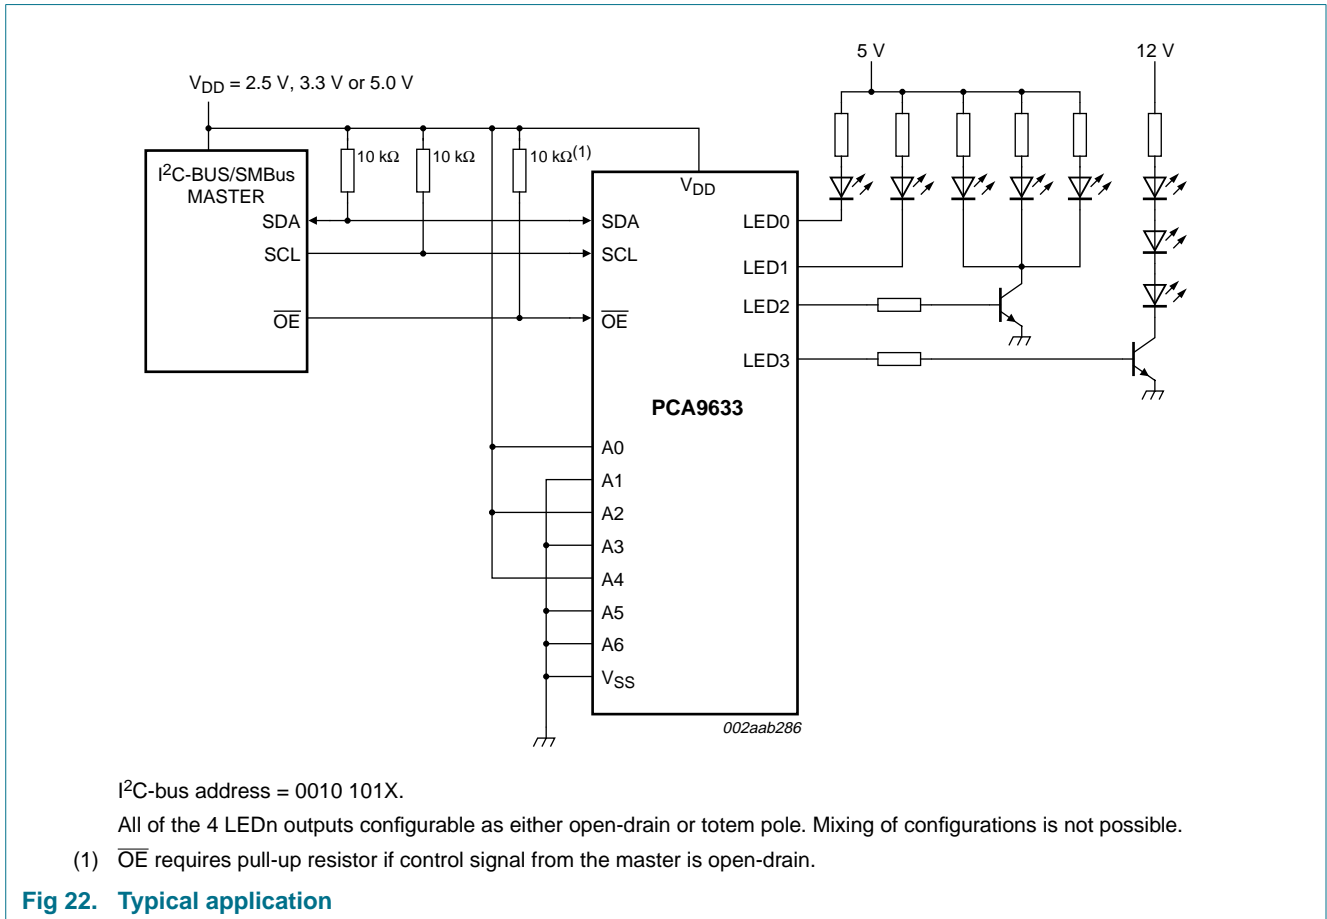 5 V
12 V
VDD = 2.5 V, 3.3 V or 5.0 V
10 kΩ
10 kΩ
10 kΩ(1)
I2C-BUS/SMBus
MASTER
SDA
SCL
OE
VDD
SDA
SCL
OE
LED0
LED1
LED2
LED3
PCA9633
A0
A1
A2
A3
A4
A5
A6
VSS
002aab286
I2C-bus address = 0010 101X.
All of the 4 LEDn outputs configurable as either open-drain or totem pole. Mixing of configurations is not possible.
(1) OE requires pull-up resistor if control signal from the master is open-drain.
Fig 22. Typical application